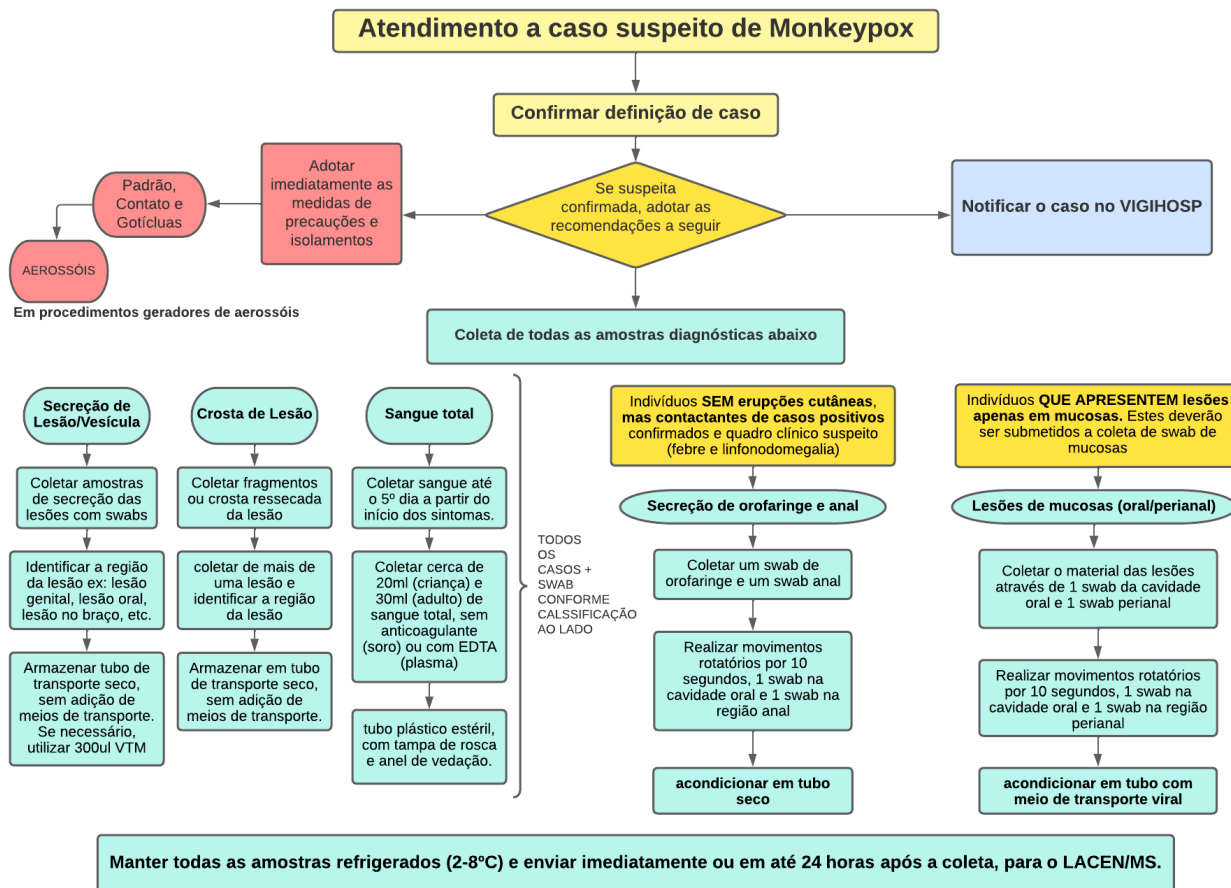 Atendimento a caso suspeito de Monkeypox
Confirmar definição de caso
Se suspeita
confirmada, adotar as
recomendações a seguir
Adotar
imediatamente as
medidas de
precauções e
isolamentos
Padrão,
Contato e
Gotícluas
AEROSSÓIS
Em procedimentos geradores de aerossóis
Notificar o caso no VIGIHOSP
Coleta de todas as amostras diagnósticas abaixo
Secreção de
Lesão/Vesícula
Coletar amostras
de secreção das
lesões com swabs
Identificar a região
da lesão ex: lesão
genital, lesão oral,
lesão no braço, etc.
Armazenar tubo de
transporte seco,
sem adição de
meios de transporte.
Se necessário,
utilizar 300ul VTM
Crosta de Lesão
Coletar fragmentos
ou crosta ressecada
da lesão
coletar de mais de
uma lesão e
identificar a região
da lesão
Armazenar em tubo
de transporte seco,
sem adição de
meios de transporte.
Sangue total
Coletar sangue até
o 5º dia a partir do
início dos sintomas.
Coletar cerca de
20ml (criança) e
30ml (adulto) de
sangue total, sem
anticoagulante
(soro) ou com EDTA
(plasma)
tubo plástico estéril,
com tampa de rosca
e anel de vedação.
TODOS
OS
CASOS +
SWAB
CONFORME
CALSSIFICAÇÃO
AO LADO
Indivíduos SEM erupções cutâneas,
mas contactantes de casos positivos
confirmados e quadro clínico suspeito
(febre e linfonodomegalia)
Secreção de orofaringe e anal
Coletar um swab de
orofaringe e um swab anal
Realizar movimentos
rotatórios por 10
segundos, 1 swab na
cavidade oral e 1 swab na
região anal
acondicionar em tubo
seco
Indivíduos QUE APRESENTEM lesões
apenas em mucosas. Estes deverão
ser submetidos a coleta de swab de
mucosas
Lesões de mucosas (oral/perianal)
Coletar o material das lesões
através de 1 swab da cavidade
oral e 1 swab perianal
Realizar movimentos rotatórios
por 10 segundos, 1 swab na
cavidade oral e 1 swab na região
perianal
acondicionar em tubo com
meio de transporte viral
Manter todas as amostras refrigerados (2-8ºC) e enviar imediatamente ou em até 24 horas após a coleta, para o LACEN/MS.